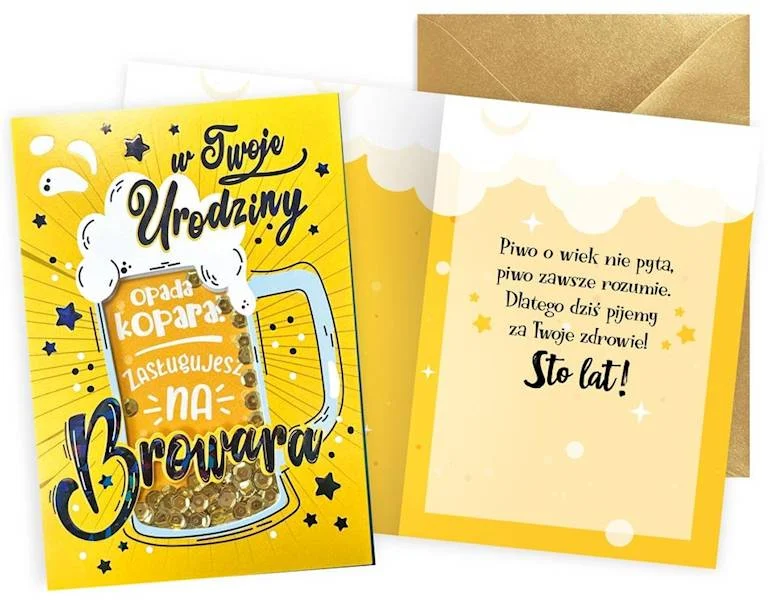 w Twoje
Urodziny
opada
kopara!
Zasługujesz
na
Browara
Piwo o wiek nie pyta,
piwo zawsze rozumie.
Dlatego dziś pijemy
za Twoje zdrowie!
Sto lat!